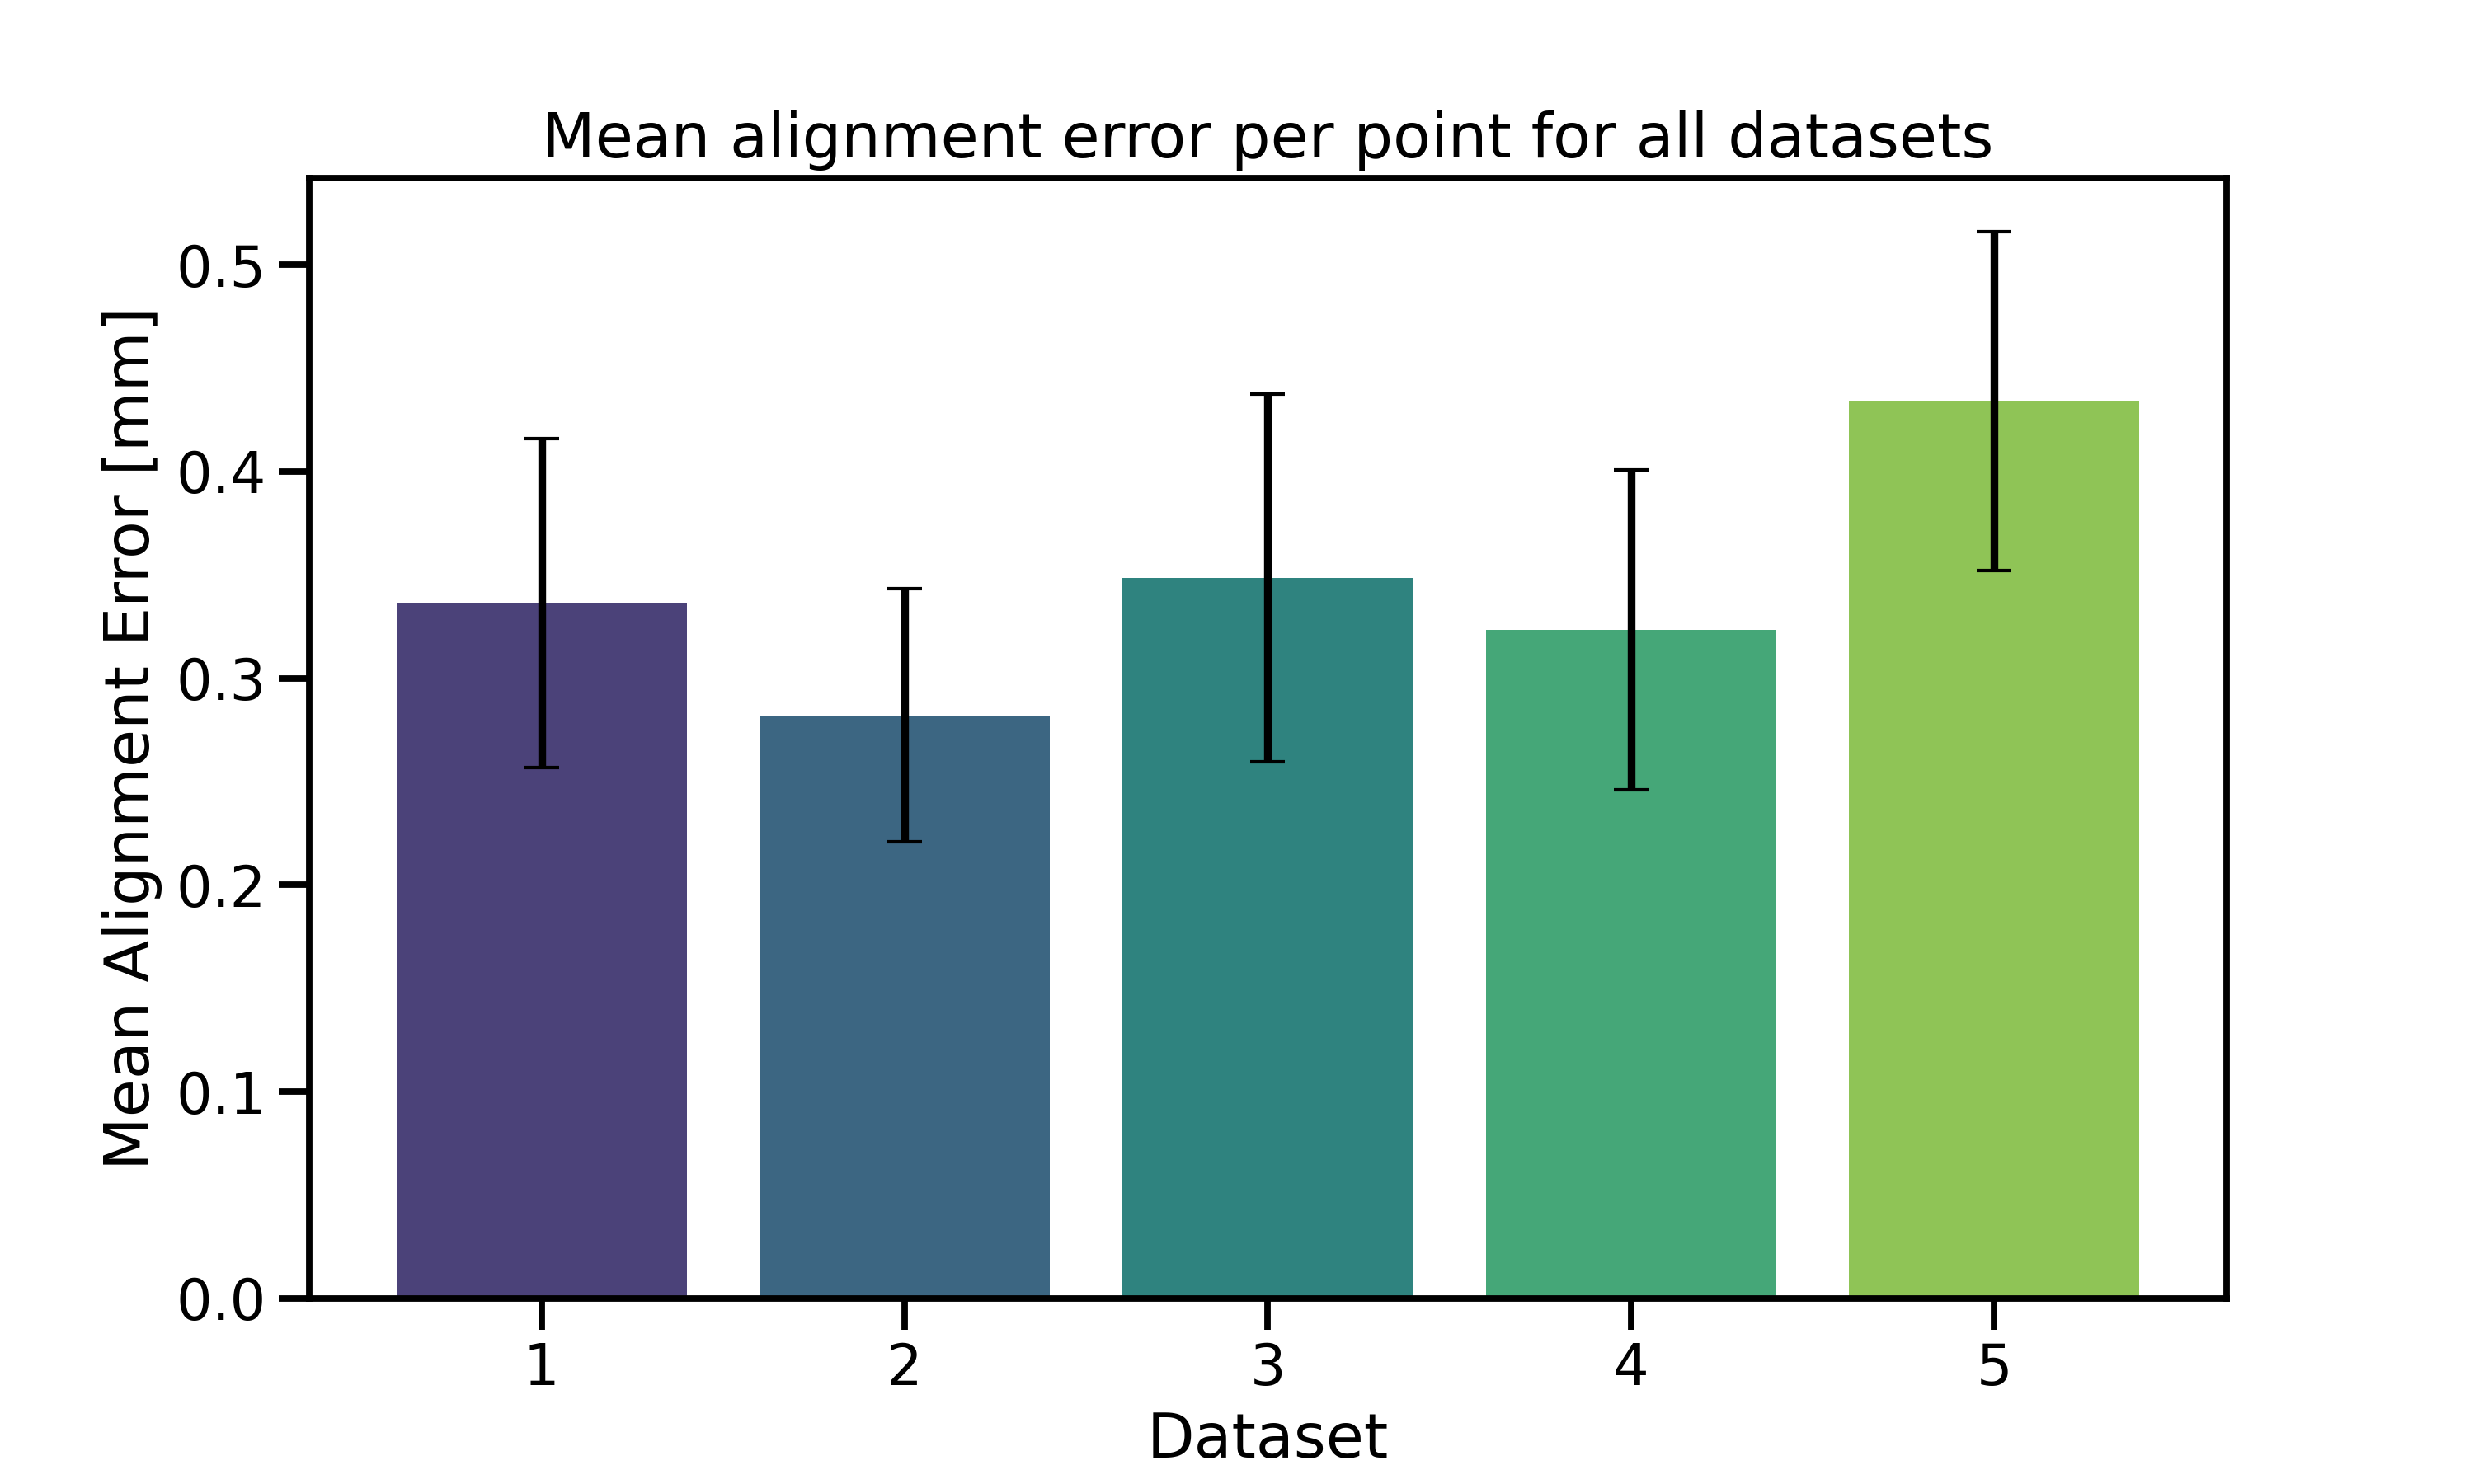 Mean alignment error per point for all datasets
Mean Alignment Error [mm]
0.5
0.4
0.3
0.2
0.1
0.0
1 2 3 4 5
Dataset